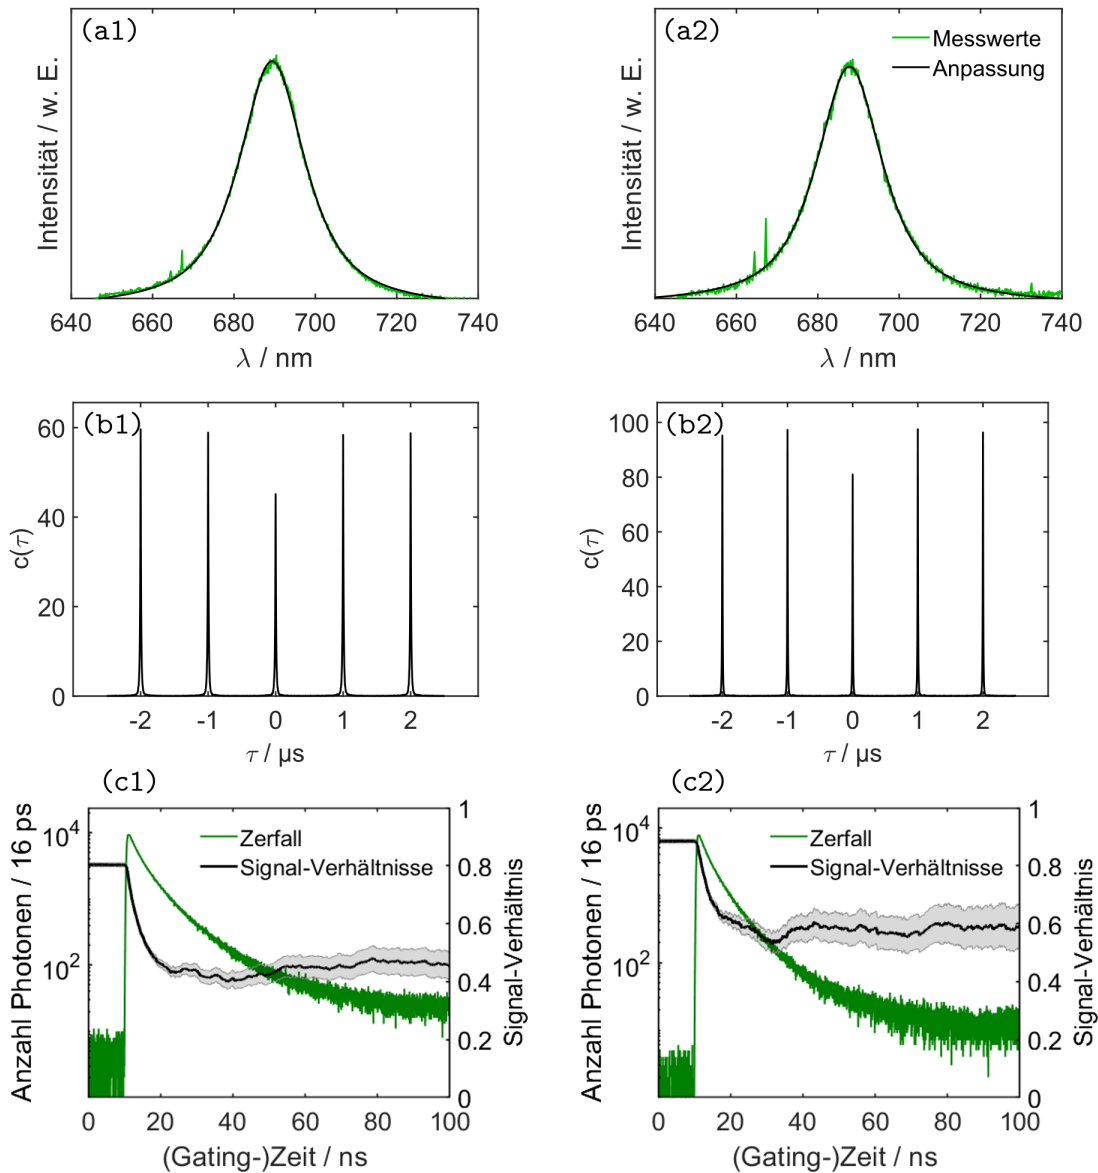 (a1)
Intensität / w. E.
640 660 680 700 720 740
λ / nm
(a2)
Messwerte
Anpassung
Intensität / w. E.
640 660 680 700 720 740
λ / nm
(b1)
60
40
20
0
c(τ)
-2 -1 0 1 2
τ / µs
(b2)
100
80
60
40
20
0
c(τ)
-2 -1 0 1 2
τ / µs
(c1)
Anzahl Photonen / 16 ps
10⁴
10²
Zerfall
Signal-Verhältnisse
1
0.8
0.6
0.4
0.2
0
Signal-Verhältnis
0 20 40 60 80 100
(Gating-)Zeit / ns
(c2)
Anzahl Photonen / 16 ps
10⁴
10²
Zerfall
Signal-Verhältnisse
1
0.8
0.6
0.4
0.2
0
Signal-Verhältnis
0 20 40 60 80 100
(Gating-)Zeit / ns